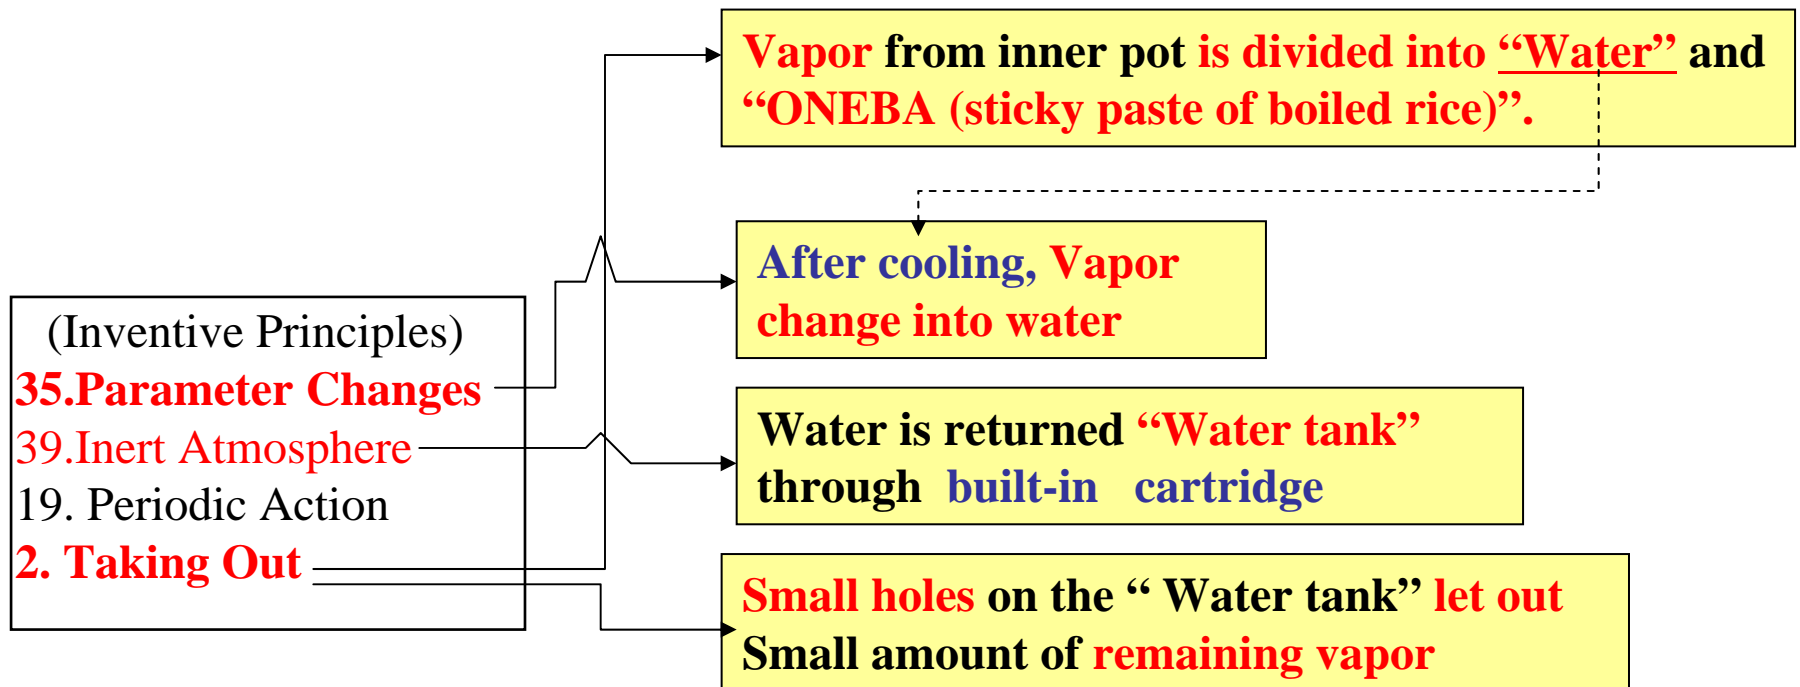 Vapor from inner pot is divided into “Water” and
“ONEBA (sticky paste of boiled rice)”.
After cooling, Vapor
change into water
(Inventive Principles)
35.Parameter Changes
39.Inert Atmosphere
19. Periodic Action
2. Taking Out
Water is returned “Water tank”
through built-in cartridge
Small holes on the “ Water tank” let out
Small amount of remaining vapor